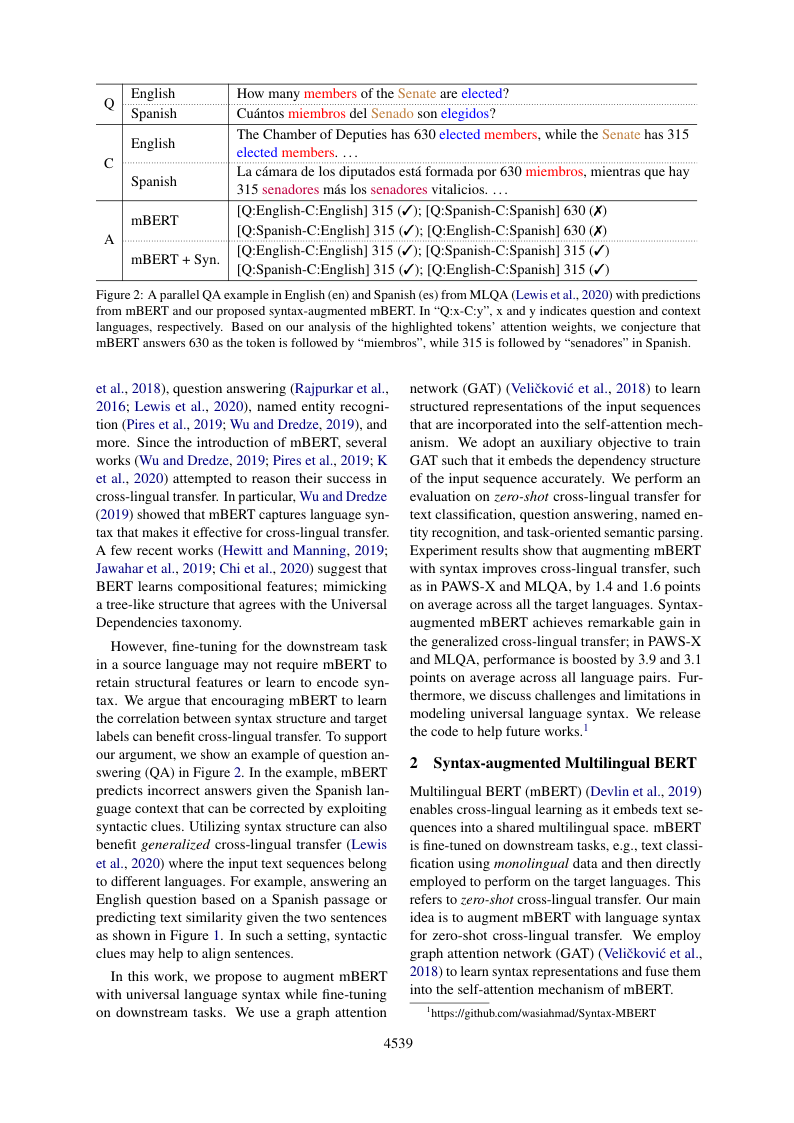 Q English How many members of the Senate are elected?
Spanish Cuántos miembros del Senado son elegidos?
C English The Chamber of Deputies has 630 elected members, while the Senate has 315
elected members. ...
Spanish La cámara de los diputados está formada por 630 miembros, mientras que hay
315 senadores más los senadores vitalicios. ...
A mBERT [Q:English-C:English] 315 (✓); [Q:Spanish-C:Spanish] 630 (✗)
[Q:Spanish-C:English] 315 (✓); [Q:English-C:Spanish] 630 (✗)
mBERT + Syn. [Q:English-C:English] 315 (✓); [Q:Spanish-C:Spanish] 315 (✓)
[Q:Spanish-C:English] 315 (✓); [Q:English-C:Spanish] 315 (✓)
Figure 2: A parallel QA example in English (en) and Spanish (es) from MLQA (Lewis et al., 2020) with predictions
from mBERT and our proposed syntax-augmented mBERT. In “Q:x-C:y”, x and y indicates question and context
languages, respectively. Based on our analysis of the highlighted tokens’ attention weights, we conjecture that
mBERT answers 630 as the token is followed by “miembros”, while 315 is followed by “senadores” in Spanish.
et al., 2018), question answering (Rajpurkar et al.,
2016; Lewis et al., 2020), named entity recogni-
tion (Pires et al., 2019; Wu and Dredze, 2019), and
more. Since the introduction of mBERT, several
works (Wu and Dredze, 2019; Pires et al., 2019; K
et al., 2020) attempted to reason their success in
cross-lingual transfer. In particular, Wu and Dredze
(2019) showed that mBERT captures language syn-
tax that makes it effective for cross-lingual transfer.
A few recent works (Hewitt and Manning, 2019;
Jawahar et al., 2019; Chi et al., 2020) suggest that
BERT learns compositional features; mimicking
a tree-like structure that agrees with the Universal
Dependencies taxonomy.
However, fine-tuning for the downstream task
in a source language may not require mBERT to
retain structural features or learn to encode syn-
tax. We argue that encouraging mBERT to learn
the correlation between syntax structure and target
labels can benefit cross-lingual transfer. To support
our argument, we show an example of question an-
swering (QA) in Figure 2. In the example, mBERT
predicts incorrect answers given the Spanish lan-
guage context that can be corrected by exploiting
syntactic clues. Utilizing syntax structure can also
benefit generalized cross-lingual transfer (Lewis
et al., 2020) where the input text sequences belong
to different languages. For example, answering an
English question based on a Spanish passage or
predicting text similarity given the two sentences
as shown in Figure 1. In such a setting, syntactic
clues may help to align sentences.
In this work, we propose to augment mBERT
with universal language syntax while fine-tuning
on downstream tasks. We use a graph attention
network (GAT) (Veličković et al., 2018) to learn
structured representations of the input sequences
that are incorporated into the self-attention mech-
anism. We adopt an auxiliary objective to train
GAT such that it embeds the dependency structure
of the input sequence accurately. We perform an
evaluation on zero-shot cross-lingual transfer for
text classification, question answering, named en-
tity recognition, and task-oriented semantic parsing.
Experiment results show that augmenting mBERT
with syntax improves cross-lingual transfer, such
as in PAWS-X and MLQA, by 1.4 and 1.6 points
on average across all the target languages. Syntax-
augmented mBERT achieves remarkable gain in
the generalized cross-lingual transfer; in PAWS-X
and MLQA, performance is boosted by 3.9 and 3.1
points on average across all language pairs. Fur-
thermore, we discuss challenges and limitations in
modeling universal language syntax. We release
the code to help future works.1
2 Syntax-augmented Multilingual BERT
Multilingual BERT (mBERT) (Devlin et al., 2019)
enables cross-lingual learning as it embeds text se-
quences into a shared multilingual space. mBERT
is fine-tuned on downstream tasks, e.g., text classi-
fication using monolingual data and then directly
employed to perform on the target languages. This
refers to zero-shot cross-lingual transfer. Our main
idea is to augment mBERT with language syntax
for zero-shot cross-lingual transfer. We employ
graph attention network (GAT) (Veličković et al.,
2018) to learn syntax representations and fuse them
into the self-attention mechanism of mBERT.
1https://github.com/wasiahmad/Syntax-MBERT
4539